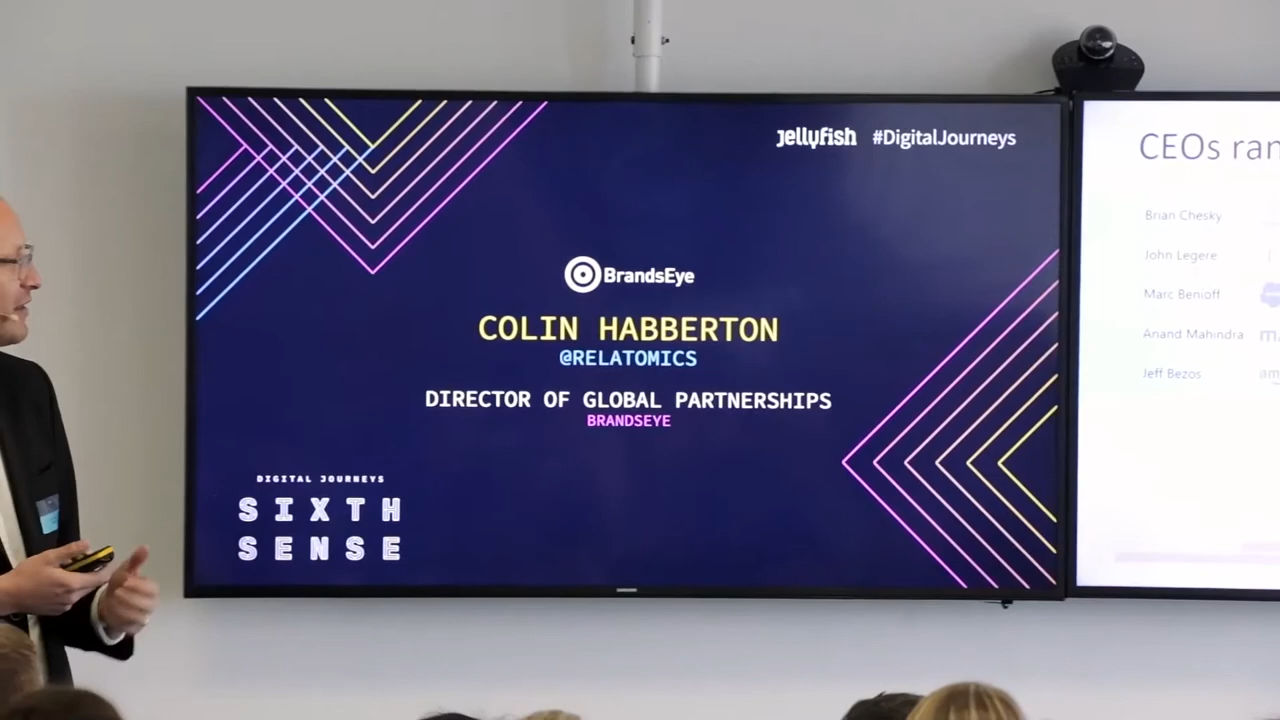 jellyfish #DigitalJourneys
BrandsEye
COLIN HABBERTON
@RELATOMICS
DIRECTOR OF GLOBAL PARTNERSHIPS
BRANDSEYE
DIGITAL JOURNEYS
SIXTH
SENSE
CEOs ran
Brian Chesky
John Legere
Marc Benioff
Anand Mahindra
Jeff Bezos